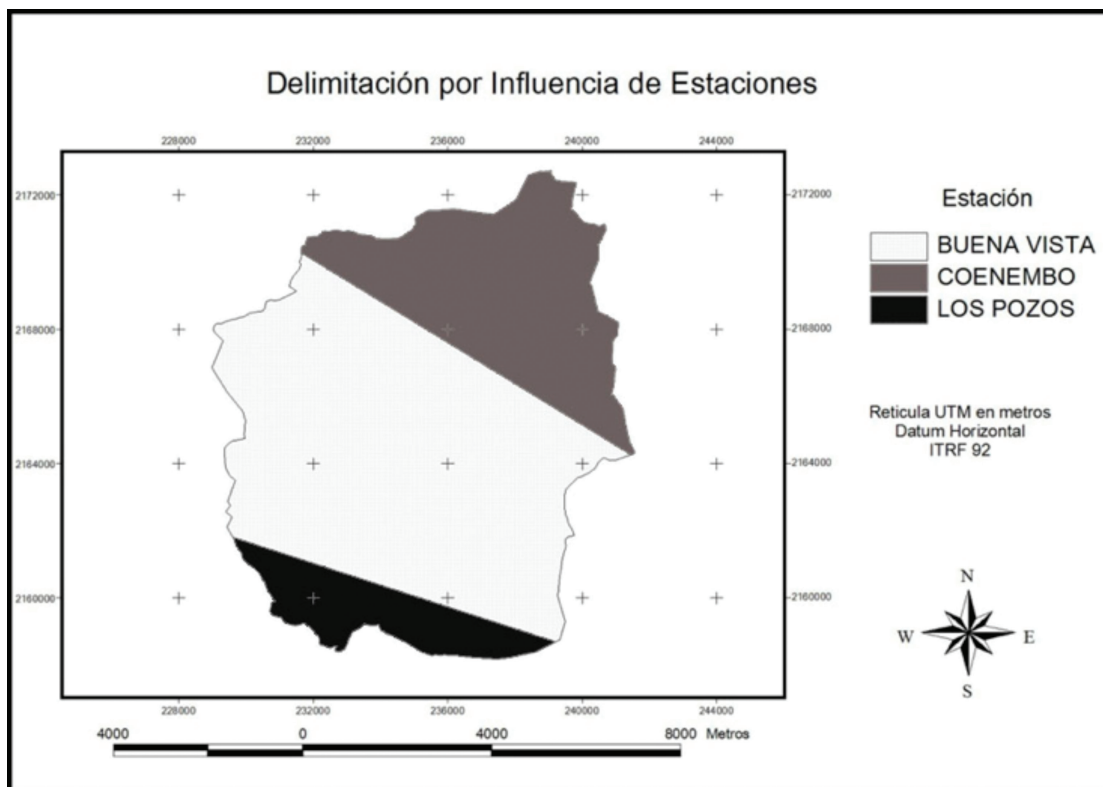 Delimitación por Influencia de Estaciones
228000 232000 236000 240000 244000
2172000 2172000
2168000 2168000
2164000 2164000
2160000 2160000
228000 232000 236000 240000 244000
4000 0 4000 8000 Metros
Estación
BUENA VISTA
COENEMBO
LOS POZOS
Reticula UTM en metros
Datum Horizontal
ITRF 92
N
W E
S